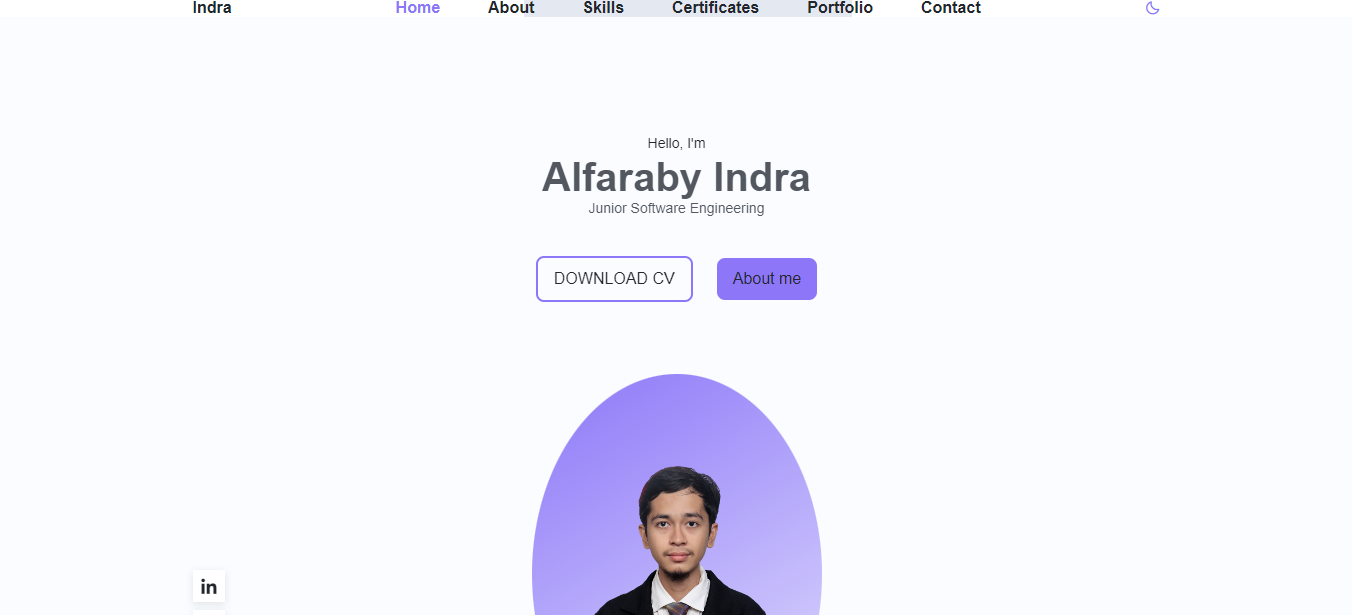 Indra Home About Skills Certificates Portfolio Contact
Hello, I'm
Alfaraby Indra
Junior Software Engineering
DOWNLOAD CV About me
in